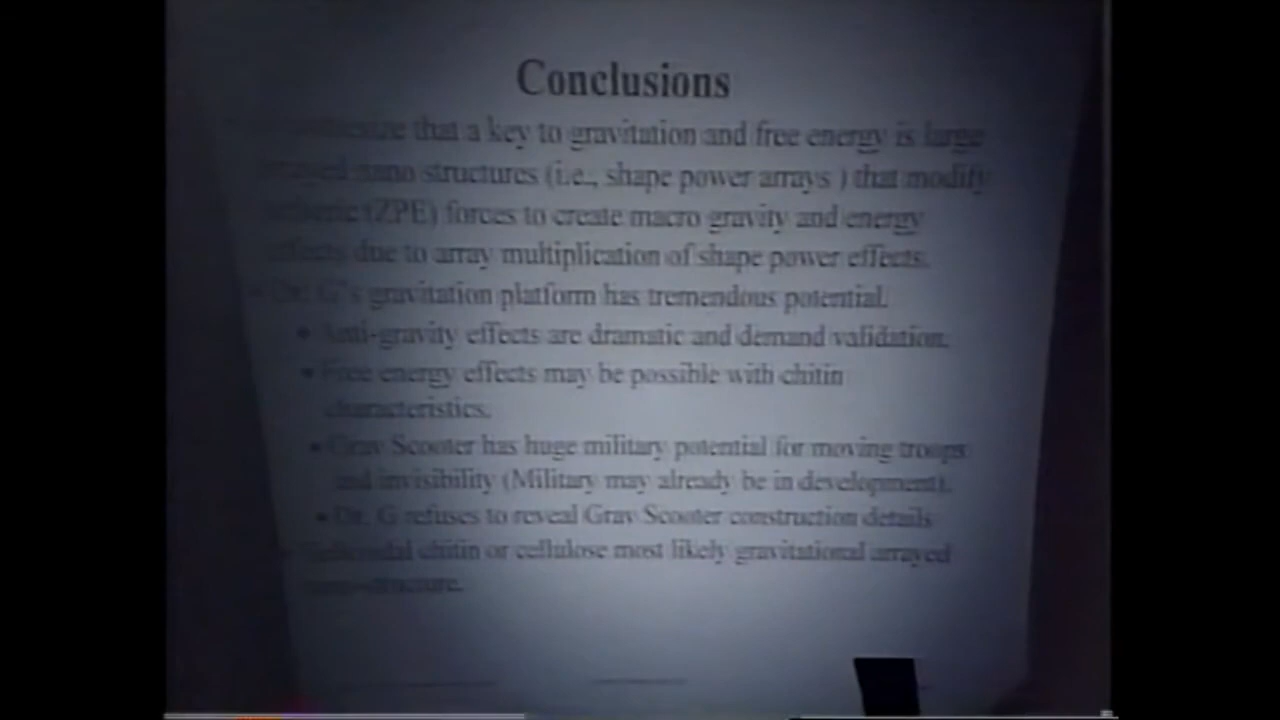 Conclusions
that a key to gravitation and free energy is large
arrayed nano structures (i.e., shape power arrays ) that modify
(ZPE) forces to create macro gravity and energy
effects due to array multiplication of shape power effects.
Dr. G's gravitation platform has tremendous potential.
• Anti-gravity effects are dramatic and demand validation.
• Free energy effects may be possible with chitin
characteristics.
• Grav Scooter has huge military potential for moving troops
and invisibility (Military may already be in development).
• Dr. G refuses to reveal Grav Scooter construction details
chitin or cellulose most likely gravitational arrayed